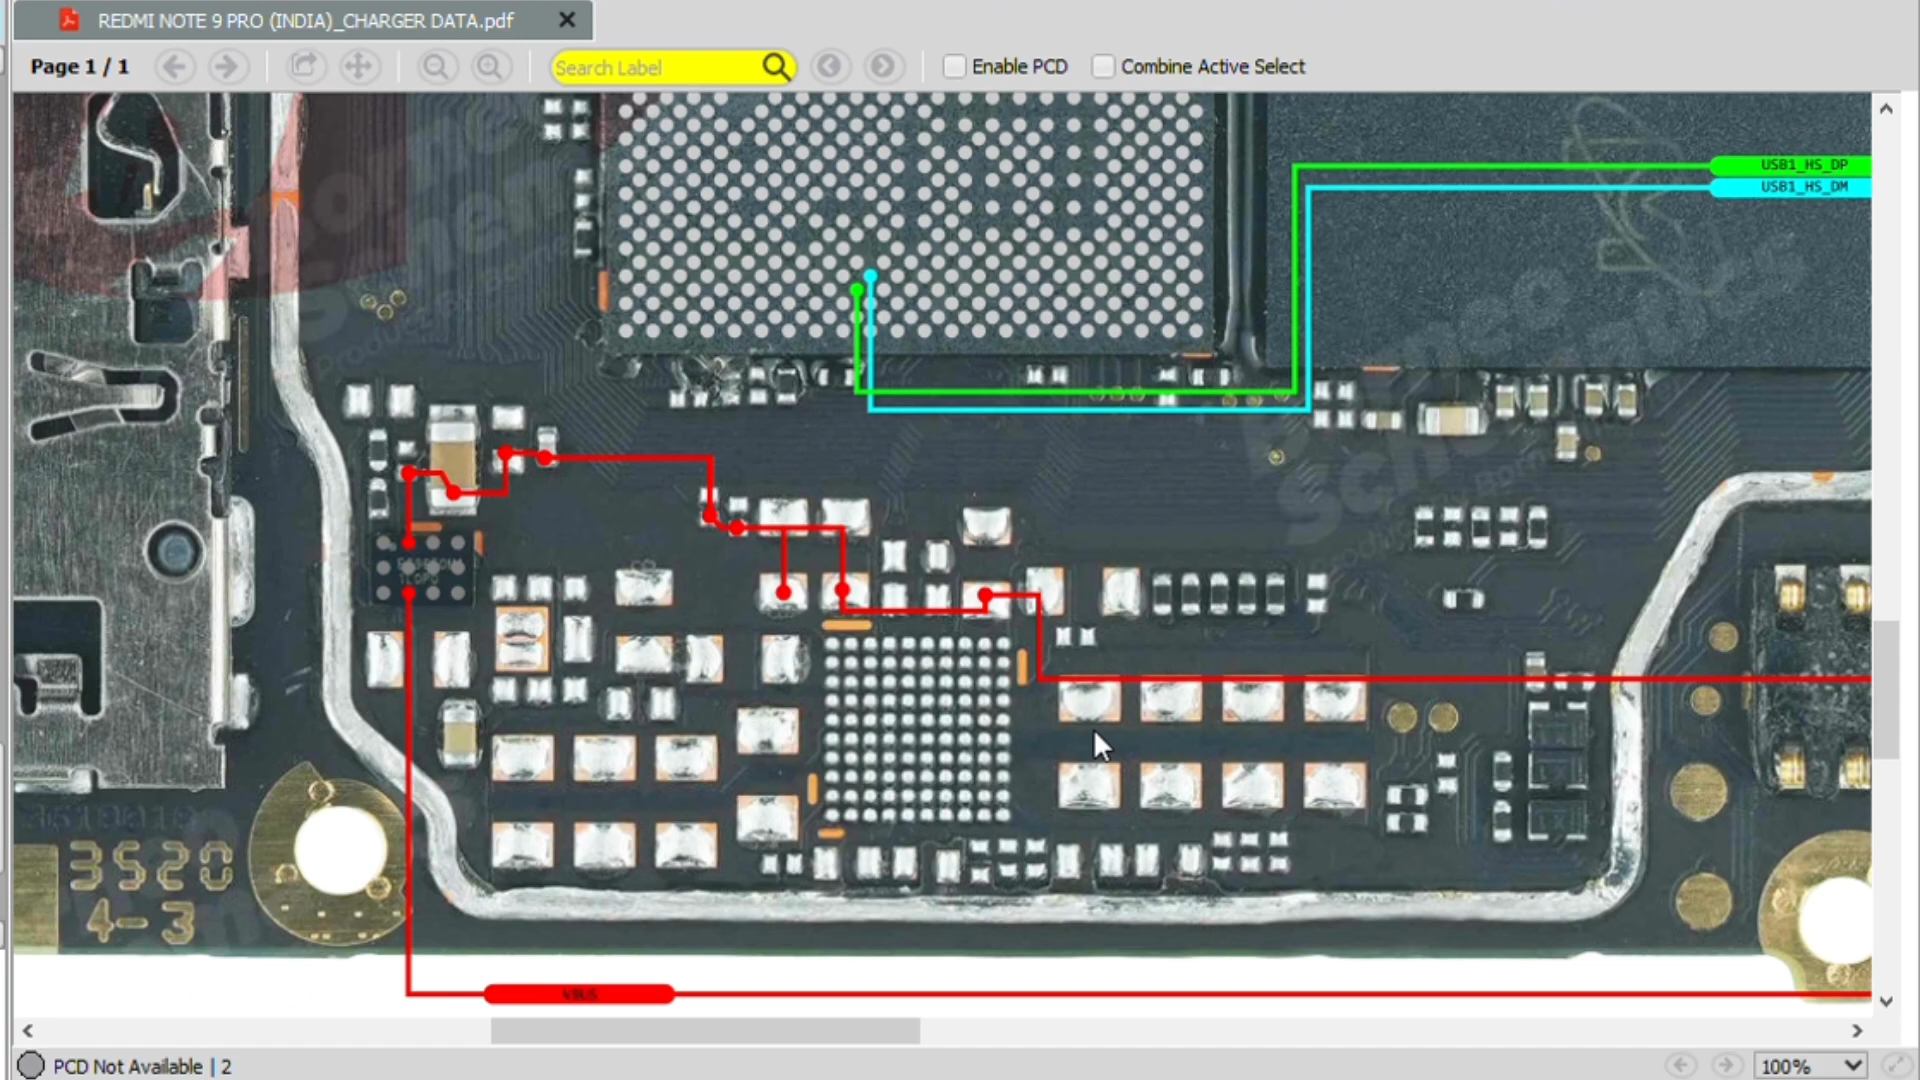 REDMI NOTE 9 PRO (INDIA)_CHARGER DATA.pdf
Page 1 / 1
Search Label
Enable PCD
Combine Active Select
USB1_HS_DP
USB1_HS_DM
3520
4-3
VBUS
PCD Not Available | 2
100%